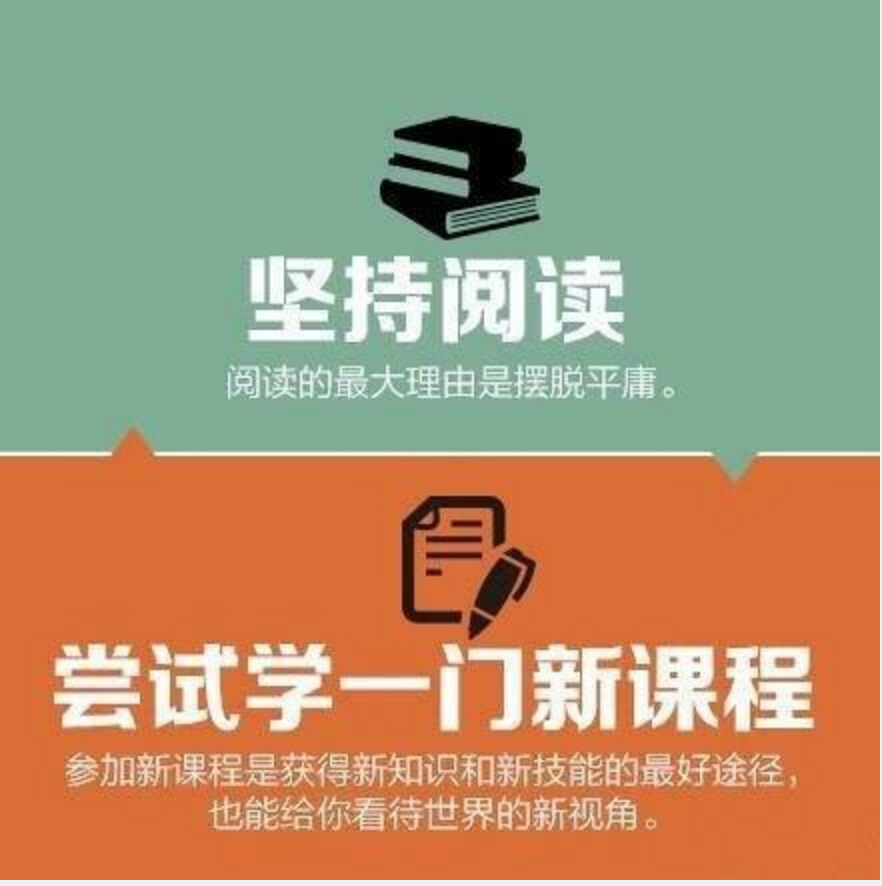 坚持阅读
阅读的最大理由是摆脱平庸。
尝试学一门新课程
参加新课程是获得新知识和新技能的最好途径，
也能给你看待世界的新视角。